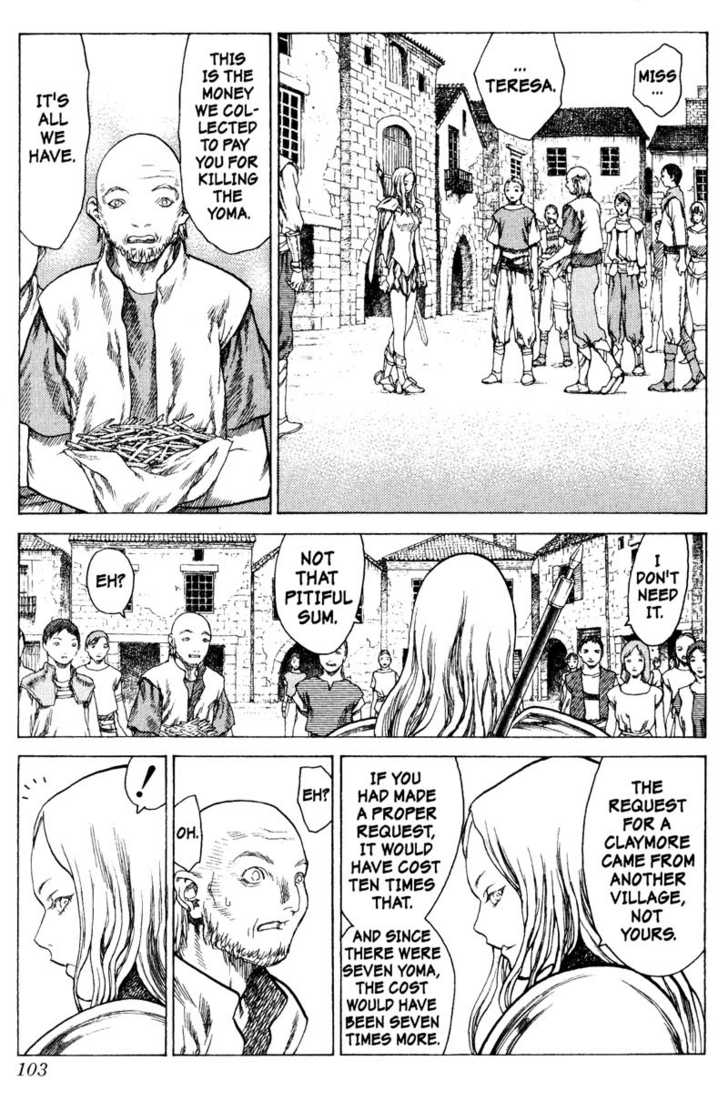 MISS
...
...
TERESA.
THIS
IS THE
MONEY
WE COL-
LECTED
TO PAY
YOU FOR
KILLING
THE
YOMA.
IT'S
ALL
WE
HAVE.
I
DON'T
NEED
IT.
NOT
THAT
PITIFUL
SUM.
EH?
THE
REQUEST
FOR A
CLAYMORE
CAME FROM
ANOTHER
VILLAGE,
NOT
YOURS.
IF YOU
HAD MADE
A PROPER
REQUEST,
IT WOULD
HAVE COST
TEN TIMES
THAT.
AND SINCE
THERE WERE
SEVEN YOMA,
THE COST
WOULD HAVE
BEEN SEVEN
TIMES MORE.
EH?
OH.
!
103